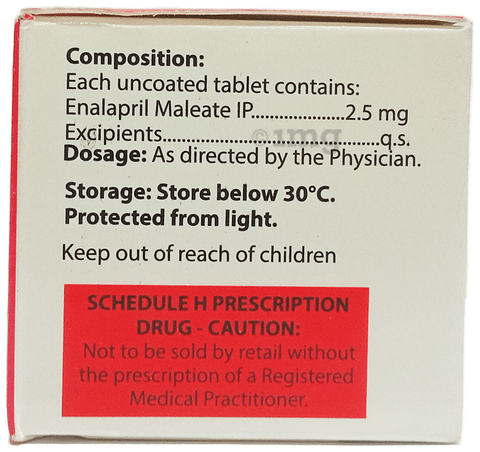 Composition:
Each uncoated tablet contains:
Enalapril Maleate IP....................2.5 mg
Excipients................................................q.s.
Dosage: As directed by the Physician.
Storage: Store below 30°C.
Protected from light.
Keep out of reach of children
SCHEDULE H PRESCRIPTION
DRUG - CAUTION:
Not to be sold by retail without
the prescription of a Registered
Medical Practitioner.
© 1mg